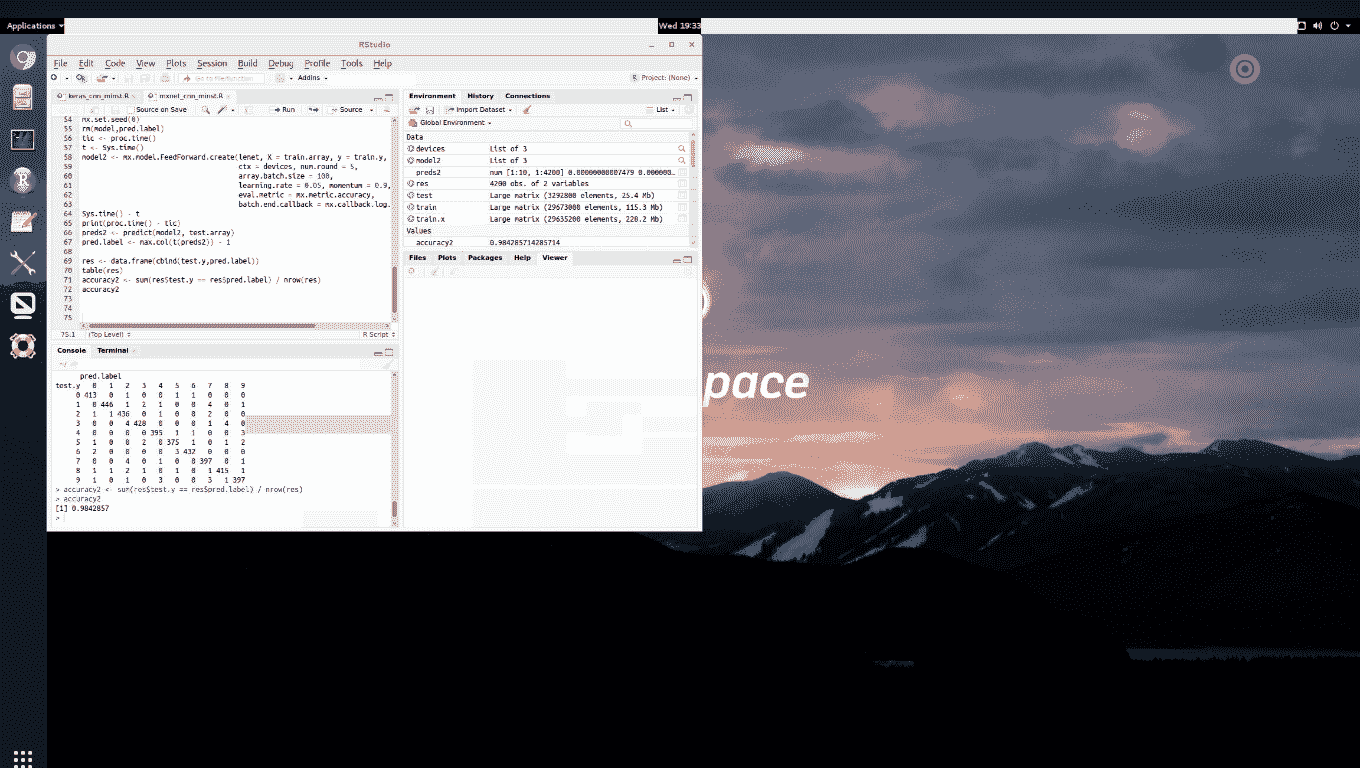 Applications
Wed 19:33
RStudio
File Edit Code View Plots Session Build Debug Profile Tools Help
Go to file/function
Addins
Project: (None)
keras_cnn_minst.R
mxnet_cnn_minst.R
Source on Save
Run
Source
54 mx.set.seed(0)
55 rm(model,pred.label)
56 tic <- proc.time()
57 t <- Sys.time()
58 model2 <- mx.model.FeedForward.create(lenet, X = train.array, y = train.y,
59 ctx = devices, num.round = 5,
60 array.batch.size = 100,
61 learning.rate = 0.05, momentum = 0.9,
62 eval.metric = mx.metric.accuracy,
63 batch.end.callback = mx.callback.log.
64 Sys.time() - t
65 print(proc.time() - tic)
66 preds2 <- predict(model2, test.array)
67 pred.label <- max.col(t(preds2)) - 1
68
69 res <- data.frame(cbind(test.y,pred.label))
70 table(res)
71 accuracy2 <- sum(res$test.y == res$pred.label) / nrow(res)
72 accuracy2
73
74
75
75:1 (Top Level) R Script
Console Terminal
pred.label
test.y 0 1 2 3 4 5 6 7 8 9
0 413 0 1 0 0 1 1 0 0 0
1 0 446 1 2 1 0 0 4 0 1
2 1 1 436 0 1 0 0 2 0 0
3 0 0 4 428 0 0 0 1 4 0
4 0 0 0 0 395 1 1 0 0 3
5 1 0 0 2 0 375 1 0 1 2
6 2 0 0 0 0 3 432 0 0 0
7 0 0 4 0 1 0 0 397 0 1
8 1 1 2 1 0 1 0 1 415 1
9 1 0 1 0 3 0 0 3 1 397
> accuracy2 <- sum(res$test.y == res$pred.label) / nrow(res)
> accuracy2
[1] 0.9842857
>
Environment History Connections
Import Dataset
List
Global Environment
Data
devices List of 3
model2 List of 3
preds2 num [1:10, 1:4200] 0.00000000007479 0.000000…
res 4200 obs. of 2 variables
test Large matrix (3292800 elements, 25.4 Mb)
train Large matrix (29673000 elements, 115.3 Mb)
train.x Large matrix (29635200 elements, 228.2 Mb)
Values
accuracy2 0.984285714285714
Files Plots Packages Help Viewer
pace